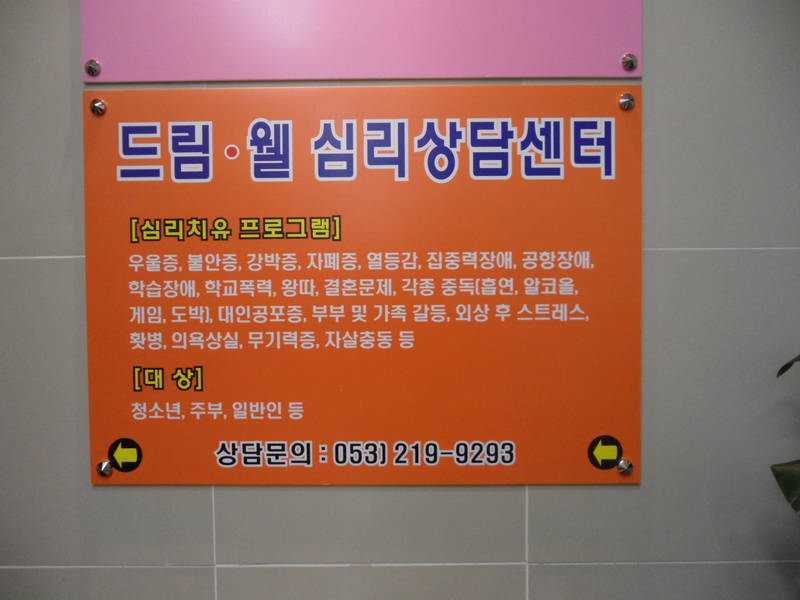 드림·웰 심리상담센터
[심리치유 프로그램]
우울증, 불안증, 강박증, 자폐증, 열등감, 집중력장애, 공항장애,
학습장애, 학교폭력, 왕따, 결혼문제, 각종 중독(흡연, 알코올,
게임, 도박), 대인공포증, 부부 및 가족 갈등, 외상 후 스트레스,
홧병, 의욕상실, 무기력증, 자살충동 등
[대 상]
청소년, 주부, 일반인 등
상담문의 : 053) 219-9293